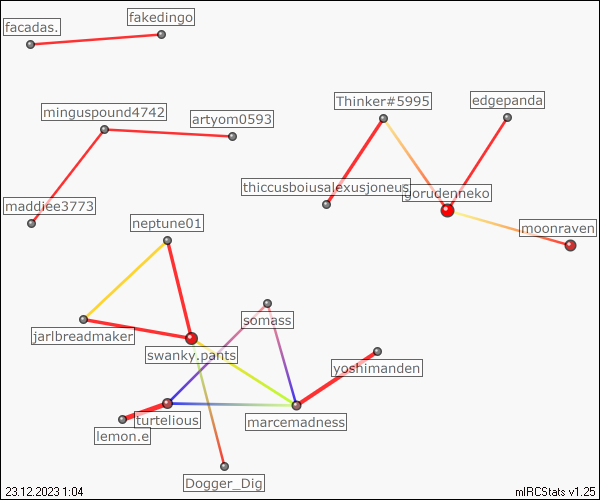 fakedingo
facadas.
Thinker#5995
edgepanda
minguspound4742
artyom0593
thiccusboiusalexusjoneus
gorudenneko
maddiee3773
neptune01
moonraven
somass
jarlbreadmaker
swanky.pants
yoshimanden
turtelious
marcemadness
lemon.e
Dogger_Dig
23.12.2023 1:04
mIRCStats v1.25